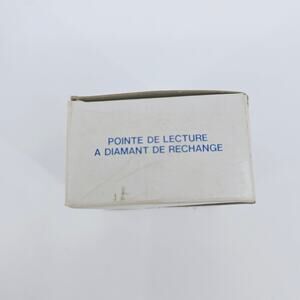 POINTE DE LECTURE
A DIAMANT DE RECHANGE